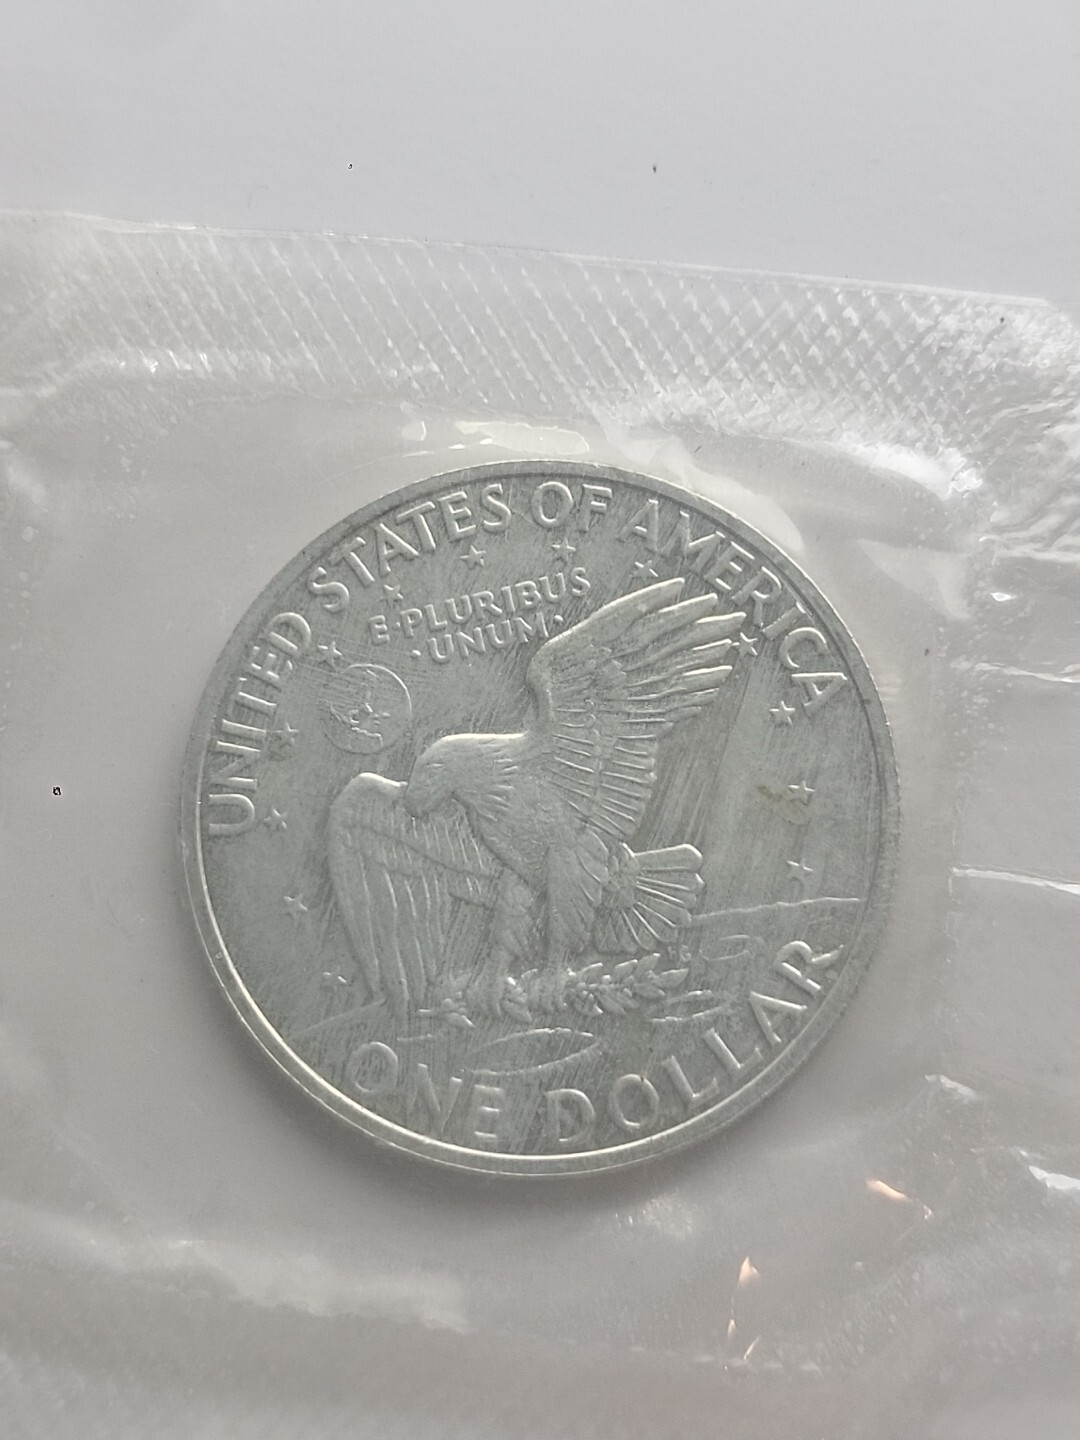 UNITED STATES OF AMERICA
E·PLURIBUS
·UNUM·
ONE DOLLAR